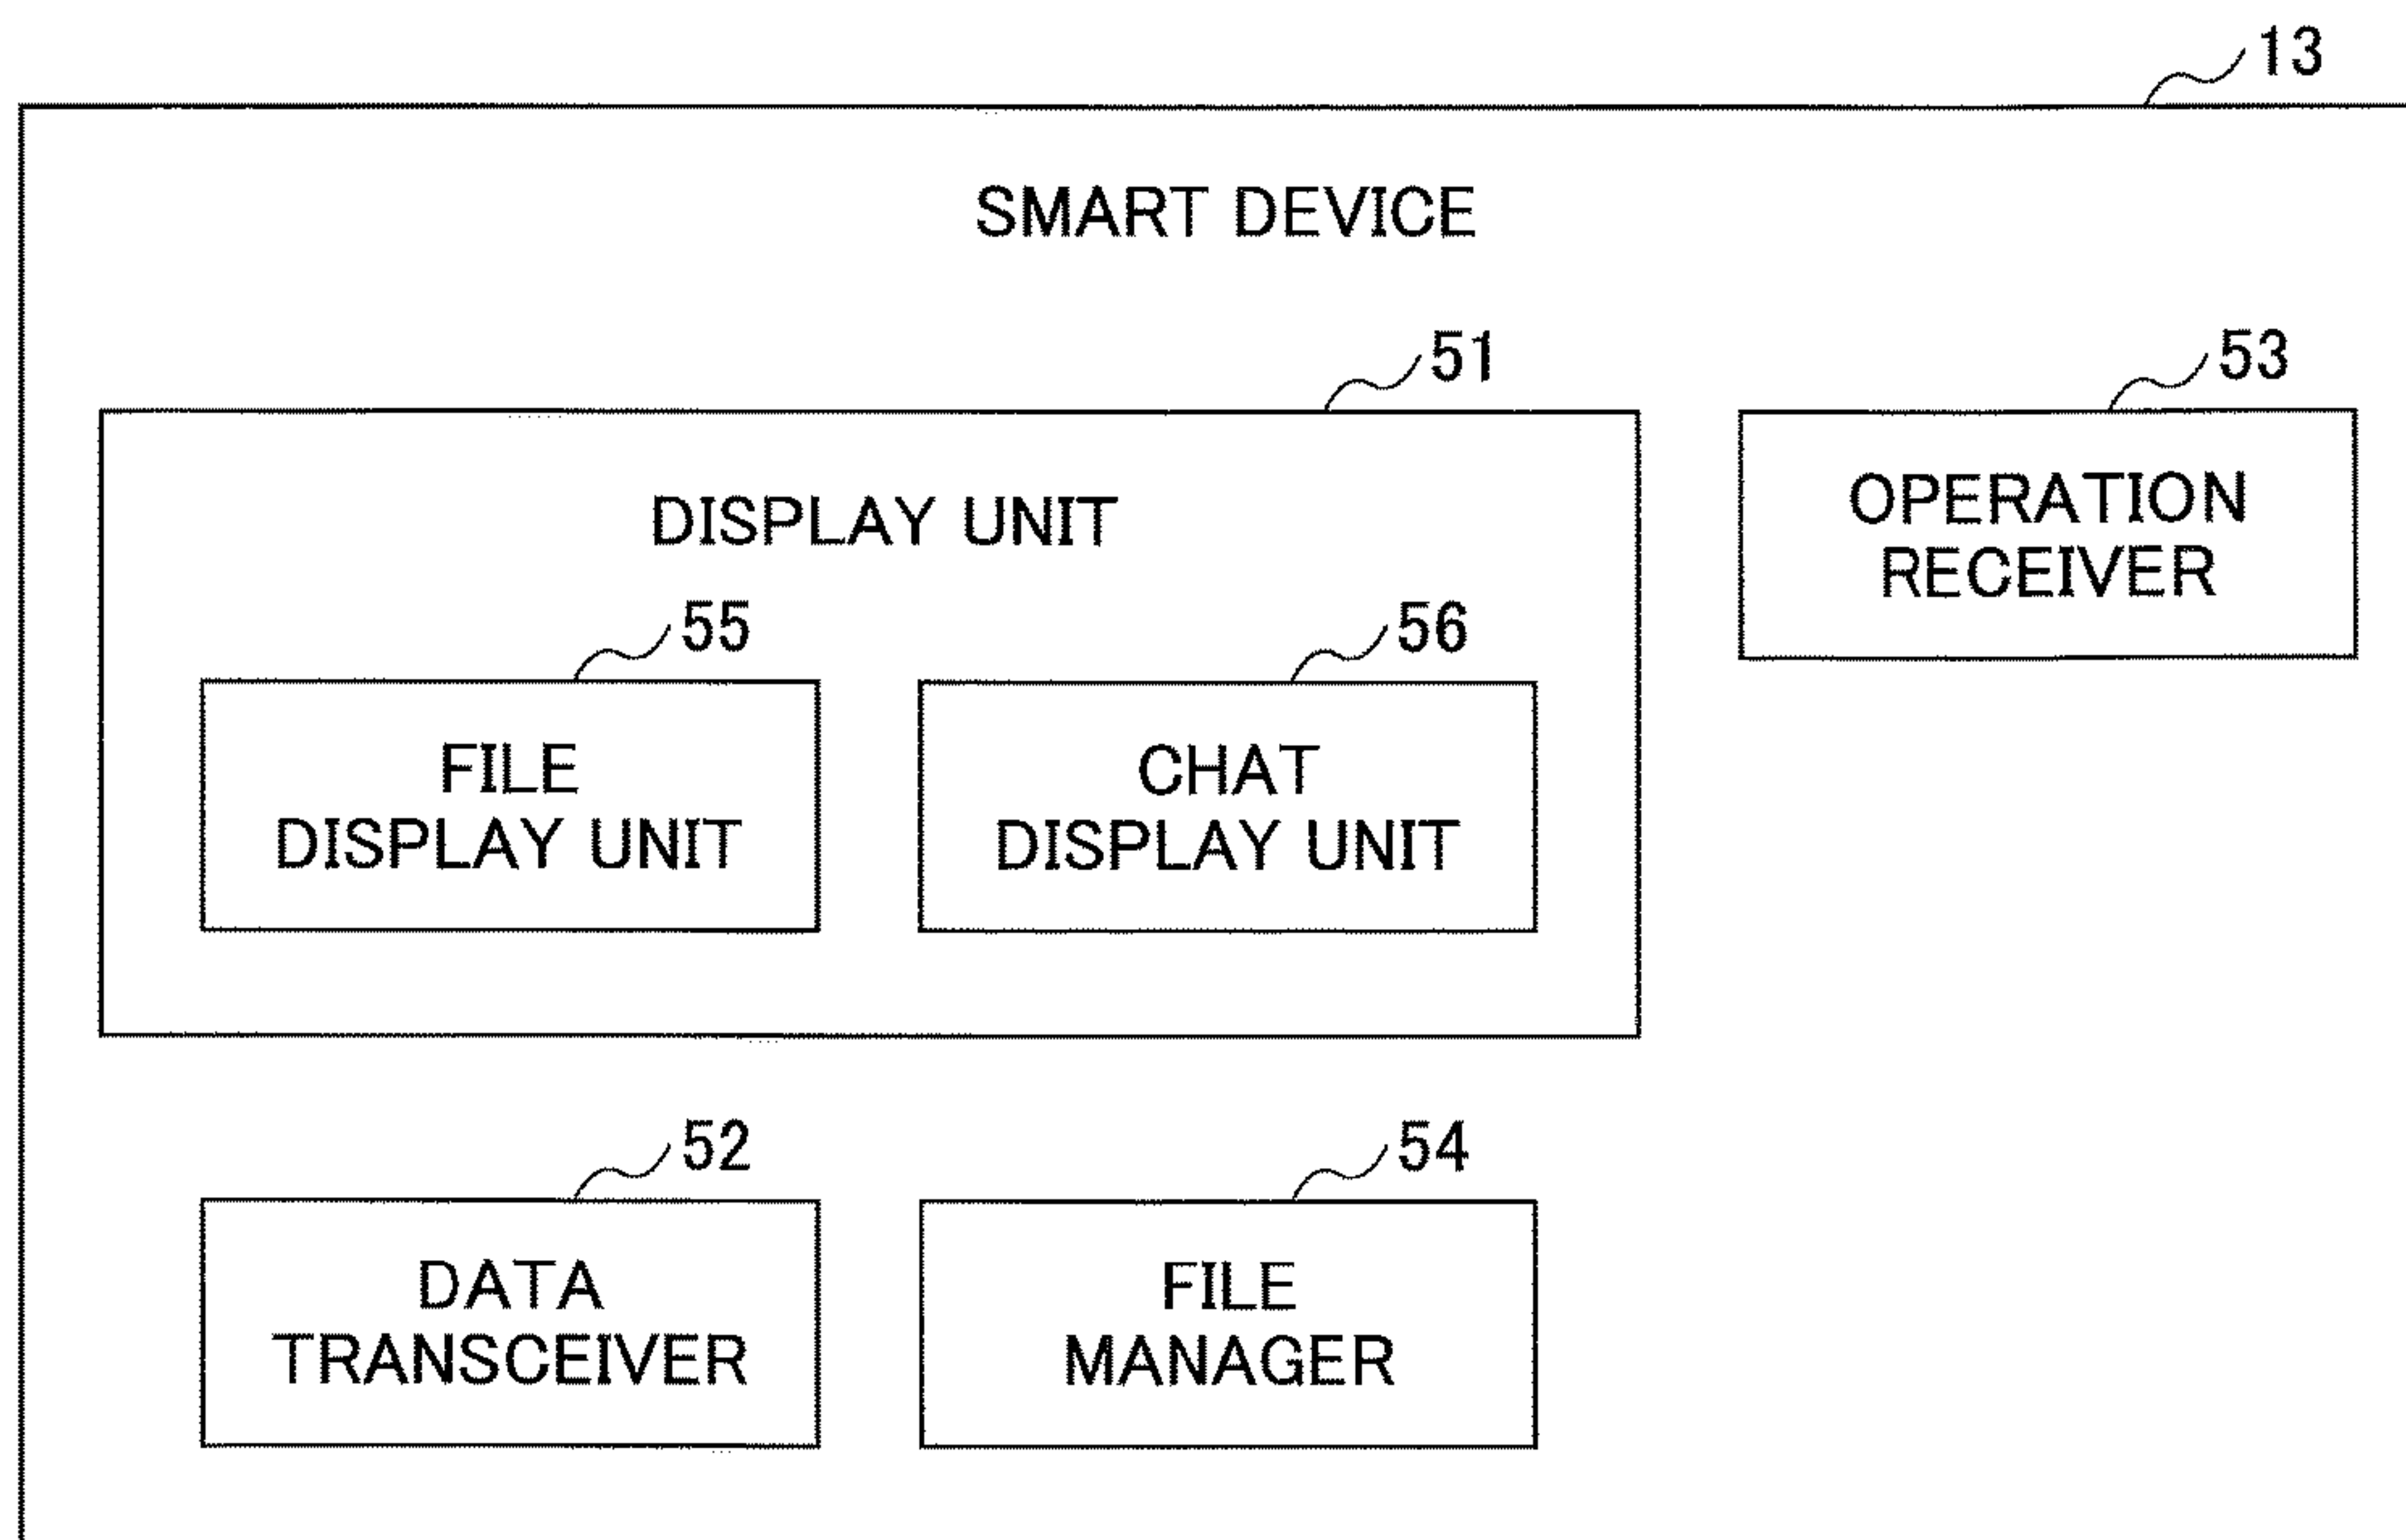 13
SMART DEVICE
51
53
DISPLAY UNIT
OPERATION
RECEIVER
55
56
FILE
DISPLAY UNIT
CHAT
DISPLAY UNIT
52
54
DATA
TRANSCEIVER
FILE
MANAGER